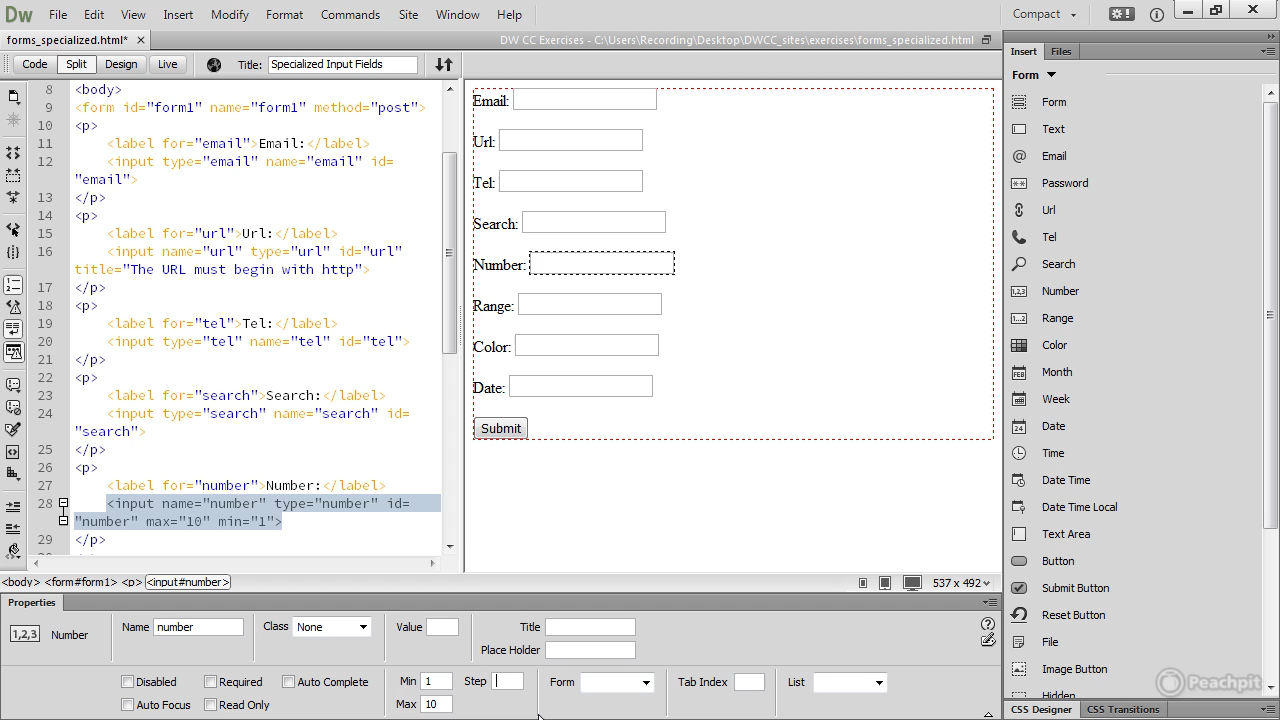 Dw File Edit View Insert Modify Format Commands Site Window Help Compact
forms_specialized.html* DW CC Exercises - C:\Users\Recording\Desktop\DWCC_sites\exercises\forms_specialized.html
Code Split Design Live Title: Specialized Input Fields
8 <body>
9 <form id="form1" name="form1" method="post">
10 <p>
11 <label for="email">Email:</label>
12 <input type="email" name="email" id=
"email">
13 </p>
14 <p>
15 <label for="url">Url:</label>
16 <input name="url" type="url" id="url"
title="The URL must begin with http">
17 </p>
18 <p>
19 <label for="tel">Tel:</label>
20 <input type="tel" name="tel" id="tel">
21 </p>
22 <p>
23 <label for="search">Search:</label>
24 <input type="search" name="search" id=
"search">
25 </p>
26 <p>
27 <label for="number">Number:</label>
28 <input name="number" type="number" id=
"number" max="10" min="1">
29 </p>
Email:
Url:
Tel:
Search:
Number:
Range:
Color:
Date:
Submit
<body> <form#form1> <p> <input#number> 537 x 492
Insert Files
Form
Form
Text
@ Email
Password
Url
Tel
Search
1,2,3 Number
1...2 Range
Color
FEB Month
Week
24 Date
Time
Date Time
Date Time Local
Text Area
Button
Submit Button
Reset Button
File
Image Button
Hidden
CSS Designer CSS Transitions
Peachpit
Properties
1,2,3 Number Name number Class None Value Title
Place Holder
Disabled Required Auto Complete Min 1 Step Form Tab Index List
Auto Focus Read Only Max 10